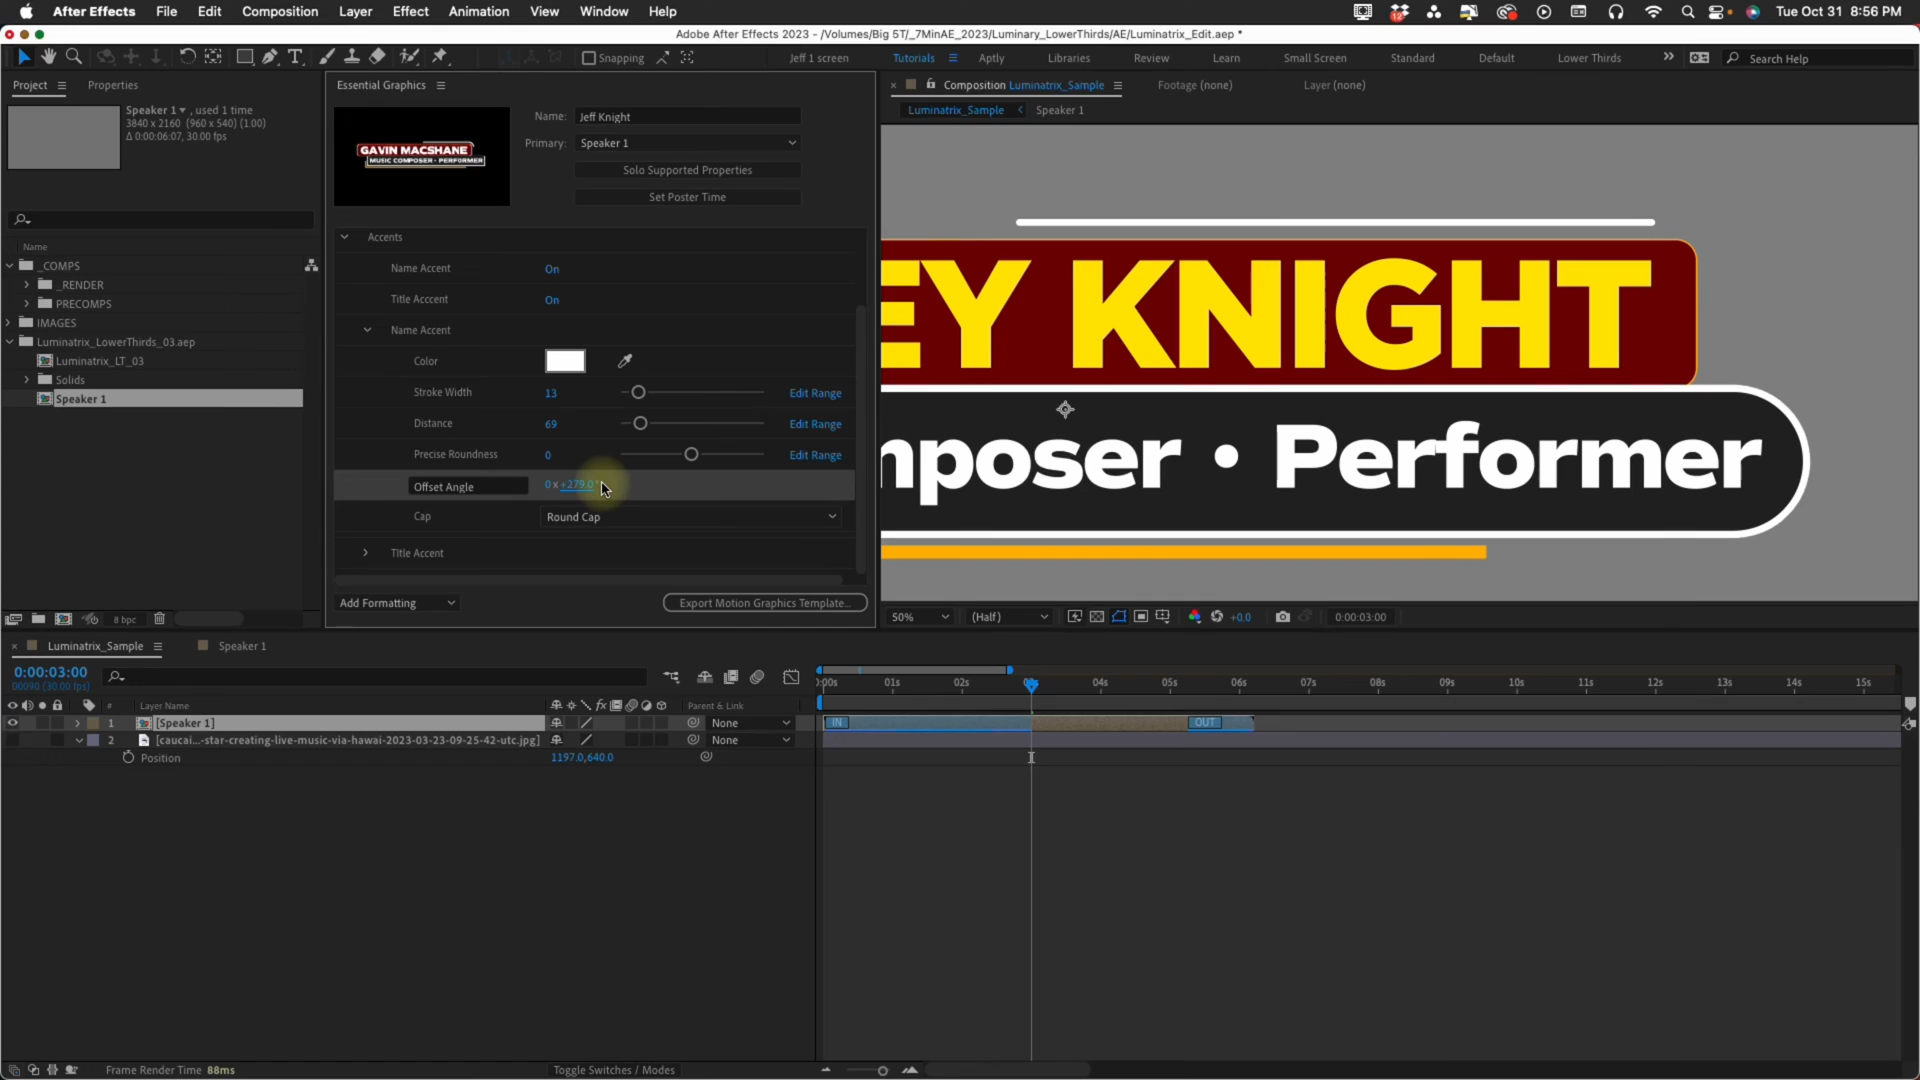 After Effects File Edit Composition Layer Effect Animation View Window Help
12
Tue Oct 31 8:56 PM
Adobe After Effects 2023 - /Volumes/Big 5T/_7MinAE_2023/Luminary_LowerThirds/AE/Luminatrix_Edit.aep *
Snapping
Jeff 1 screen Tutorials Aptly Libraries Review Learn Small Screen Standard Default Lower Thirds
Search Help
Project Properties
Speaker 1 , used 1 time
3840 x 2160 (960 x 540) (1.00)
Δ 0:00:06:07, 30.00 fps
Name
_COMPS
_RENDER
PRECOMPS
IMAGES
Luminatrix_LowerThirds_03.aep
Luminatrix_LT_03
Solids
Speaker 1
8 bpc
Essential Graphics
GAVIN MACSHANE
MUSIC COMPOSER • PERFORMER
Name: Jeff Knight
Primary: Speaker 1
Solo Supported Properties
Set Poster Time
Accents
Name Accent On
Title Acccent On
Name Accent
Color
Stroke Width 13 Edit Range
Distance 69 Edit Range
Precise Roundness 0 Edit Range
Offset Angle 0 x +279.0 °
Cap Round Cap
Title Accent
Add Formatting
Export Motion Graphics Template...
Composition Luminatrix_Sample
Footage (none)
Layer (none)
Luminatrix_Sample Speaker 1
EY KNIGHT
mposer • Performer
50% (Half) +0.0 0:00:03:00
Luminatrix_Sample Speaker 1
0:00:03:00
00090 (30.00 fps)
# Layer Name fx Parent & Link
1 [Speaker 1] None
2 [caucai...-star-creating-live-music-via-hawai-2023-03-23-09-25-42-utc.jpg] None
Position 1197.0,640.0
:00s 01s 02s 04s 05s 06s 07s 08s 09s 10s 11s 12s 13s 14s 15s
IN OUT
Frame Render Time 88ms
Toggle Switches / Modes